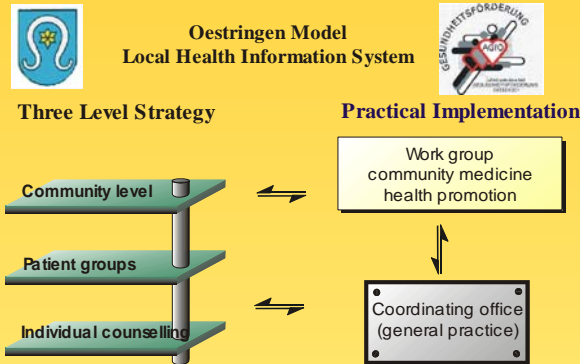 Oestringen Model
Local Health Information System
GESUNDHEITSFÖRDERUNG
AGFO
Three Level Strategy
Practical Implementation
Work group
community medicine
health promotion
Community level
Patient groups
Coordinating office
(general practice)
Individual counselling